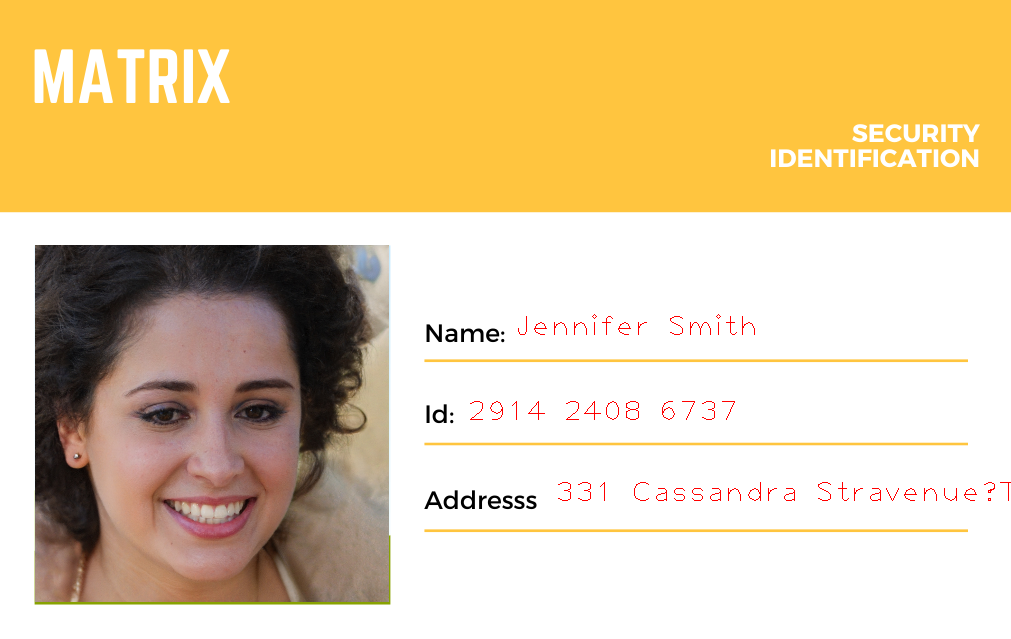 MATRIX
SECURITY
IDENTIFICATION
Name: Jennifer Smith
Id: 2914 2408 6737
Addresss 331 Cassandra Stravenue?T